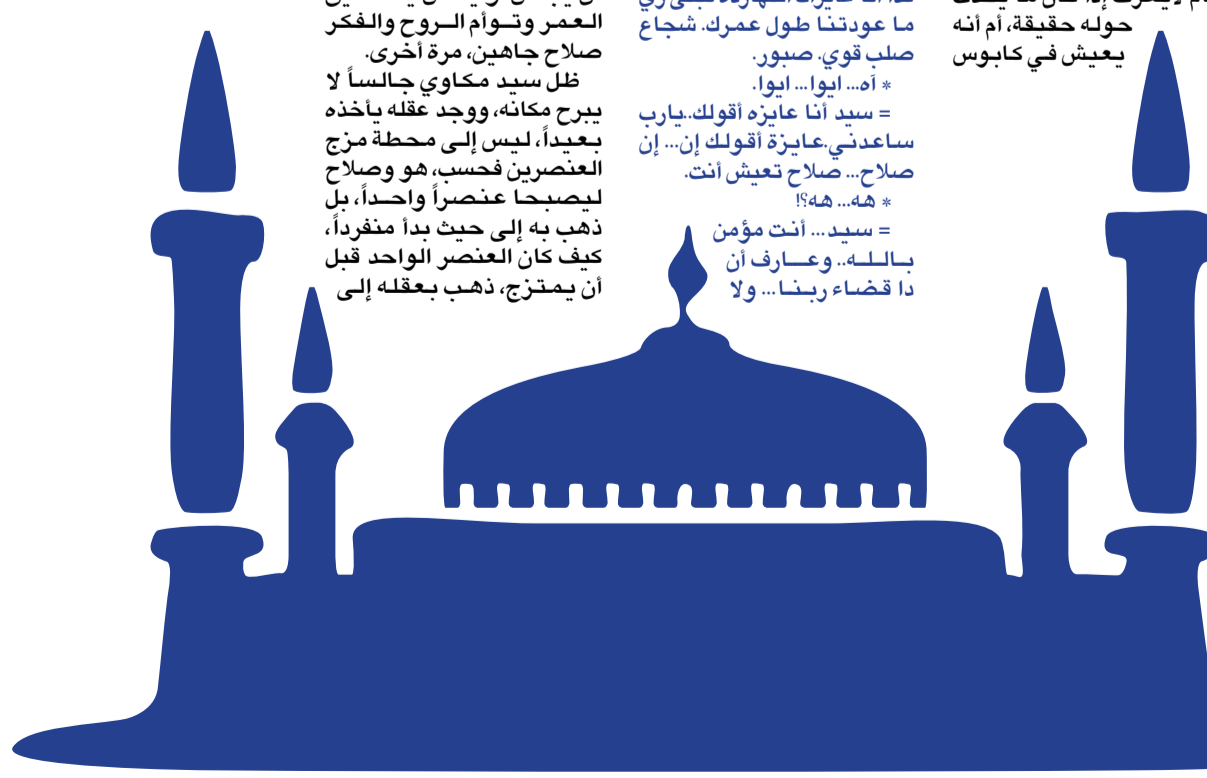 حوله حقيقة، أم أنه
يعيش في كابوس
ما عودتنا طول عمرك. شجاع
صلب قوي. صبور.
* آه... ايوا... ايوا.
= سيد أنا عايزه أقولك..يارب
ساعدني.عايزة أقولك إن... إن
صلاح... صلاح تعيش أنت.
* هه... هه؟!
= سيد... أنت مؤمن
بالله.. وعارف أن
دا قضاء ربنا... ولا
العمر وتوأم الروح والفكر
صلاح جاهين، مرة أخرى.
ظل سيد مكاوي جالساً لا
يبرح مكانه، ووجد عقله يأخذه
بعيداً، ليس إلى محطة مزج
العنصرين فحسب، هو وصلاح
ليصبحا عنصراً واحداً، بل
ذهب به إلى حيث بدأ منفرداً،
كيف كان العنصر الواحد قبل
أن يمتزج، ذهب بعقله إلى